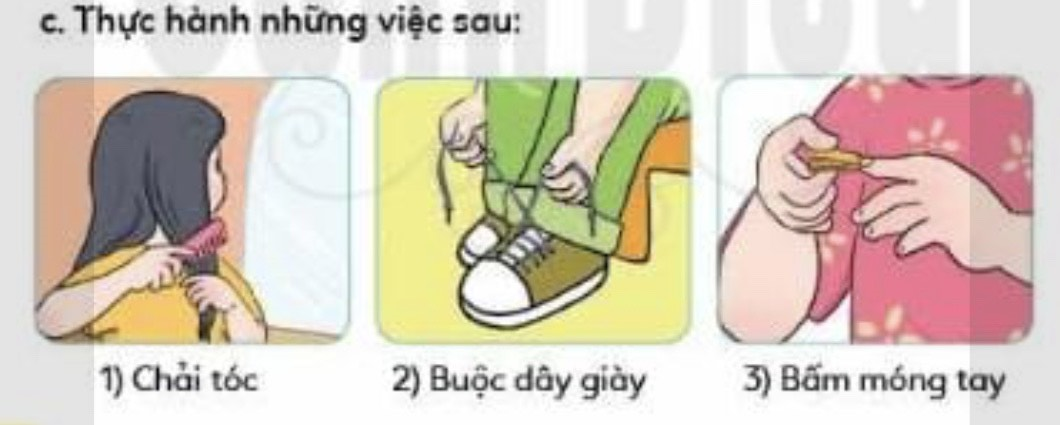 c. Thực hành những việc sau:
1) Chải tóc
2) Buộc dây giày
3) Bấm móng tay